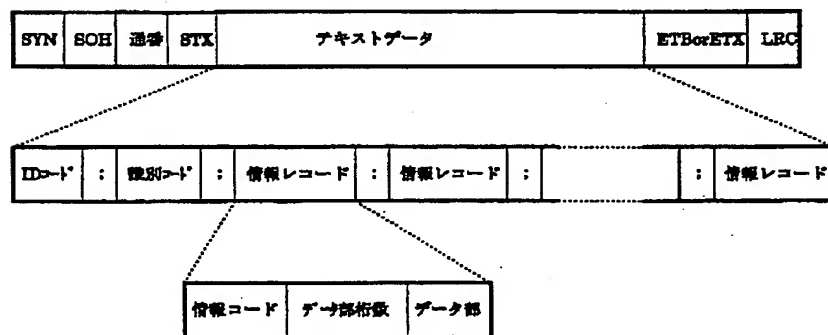 SYN SOH 通番 STX テキストデータ ETBorETX LRC
IDコード ; 識別コード ; 情報レコード ; 情報レコード ; ; 情報レコード
情報コード データ部桁数 データ部